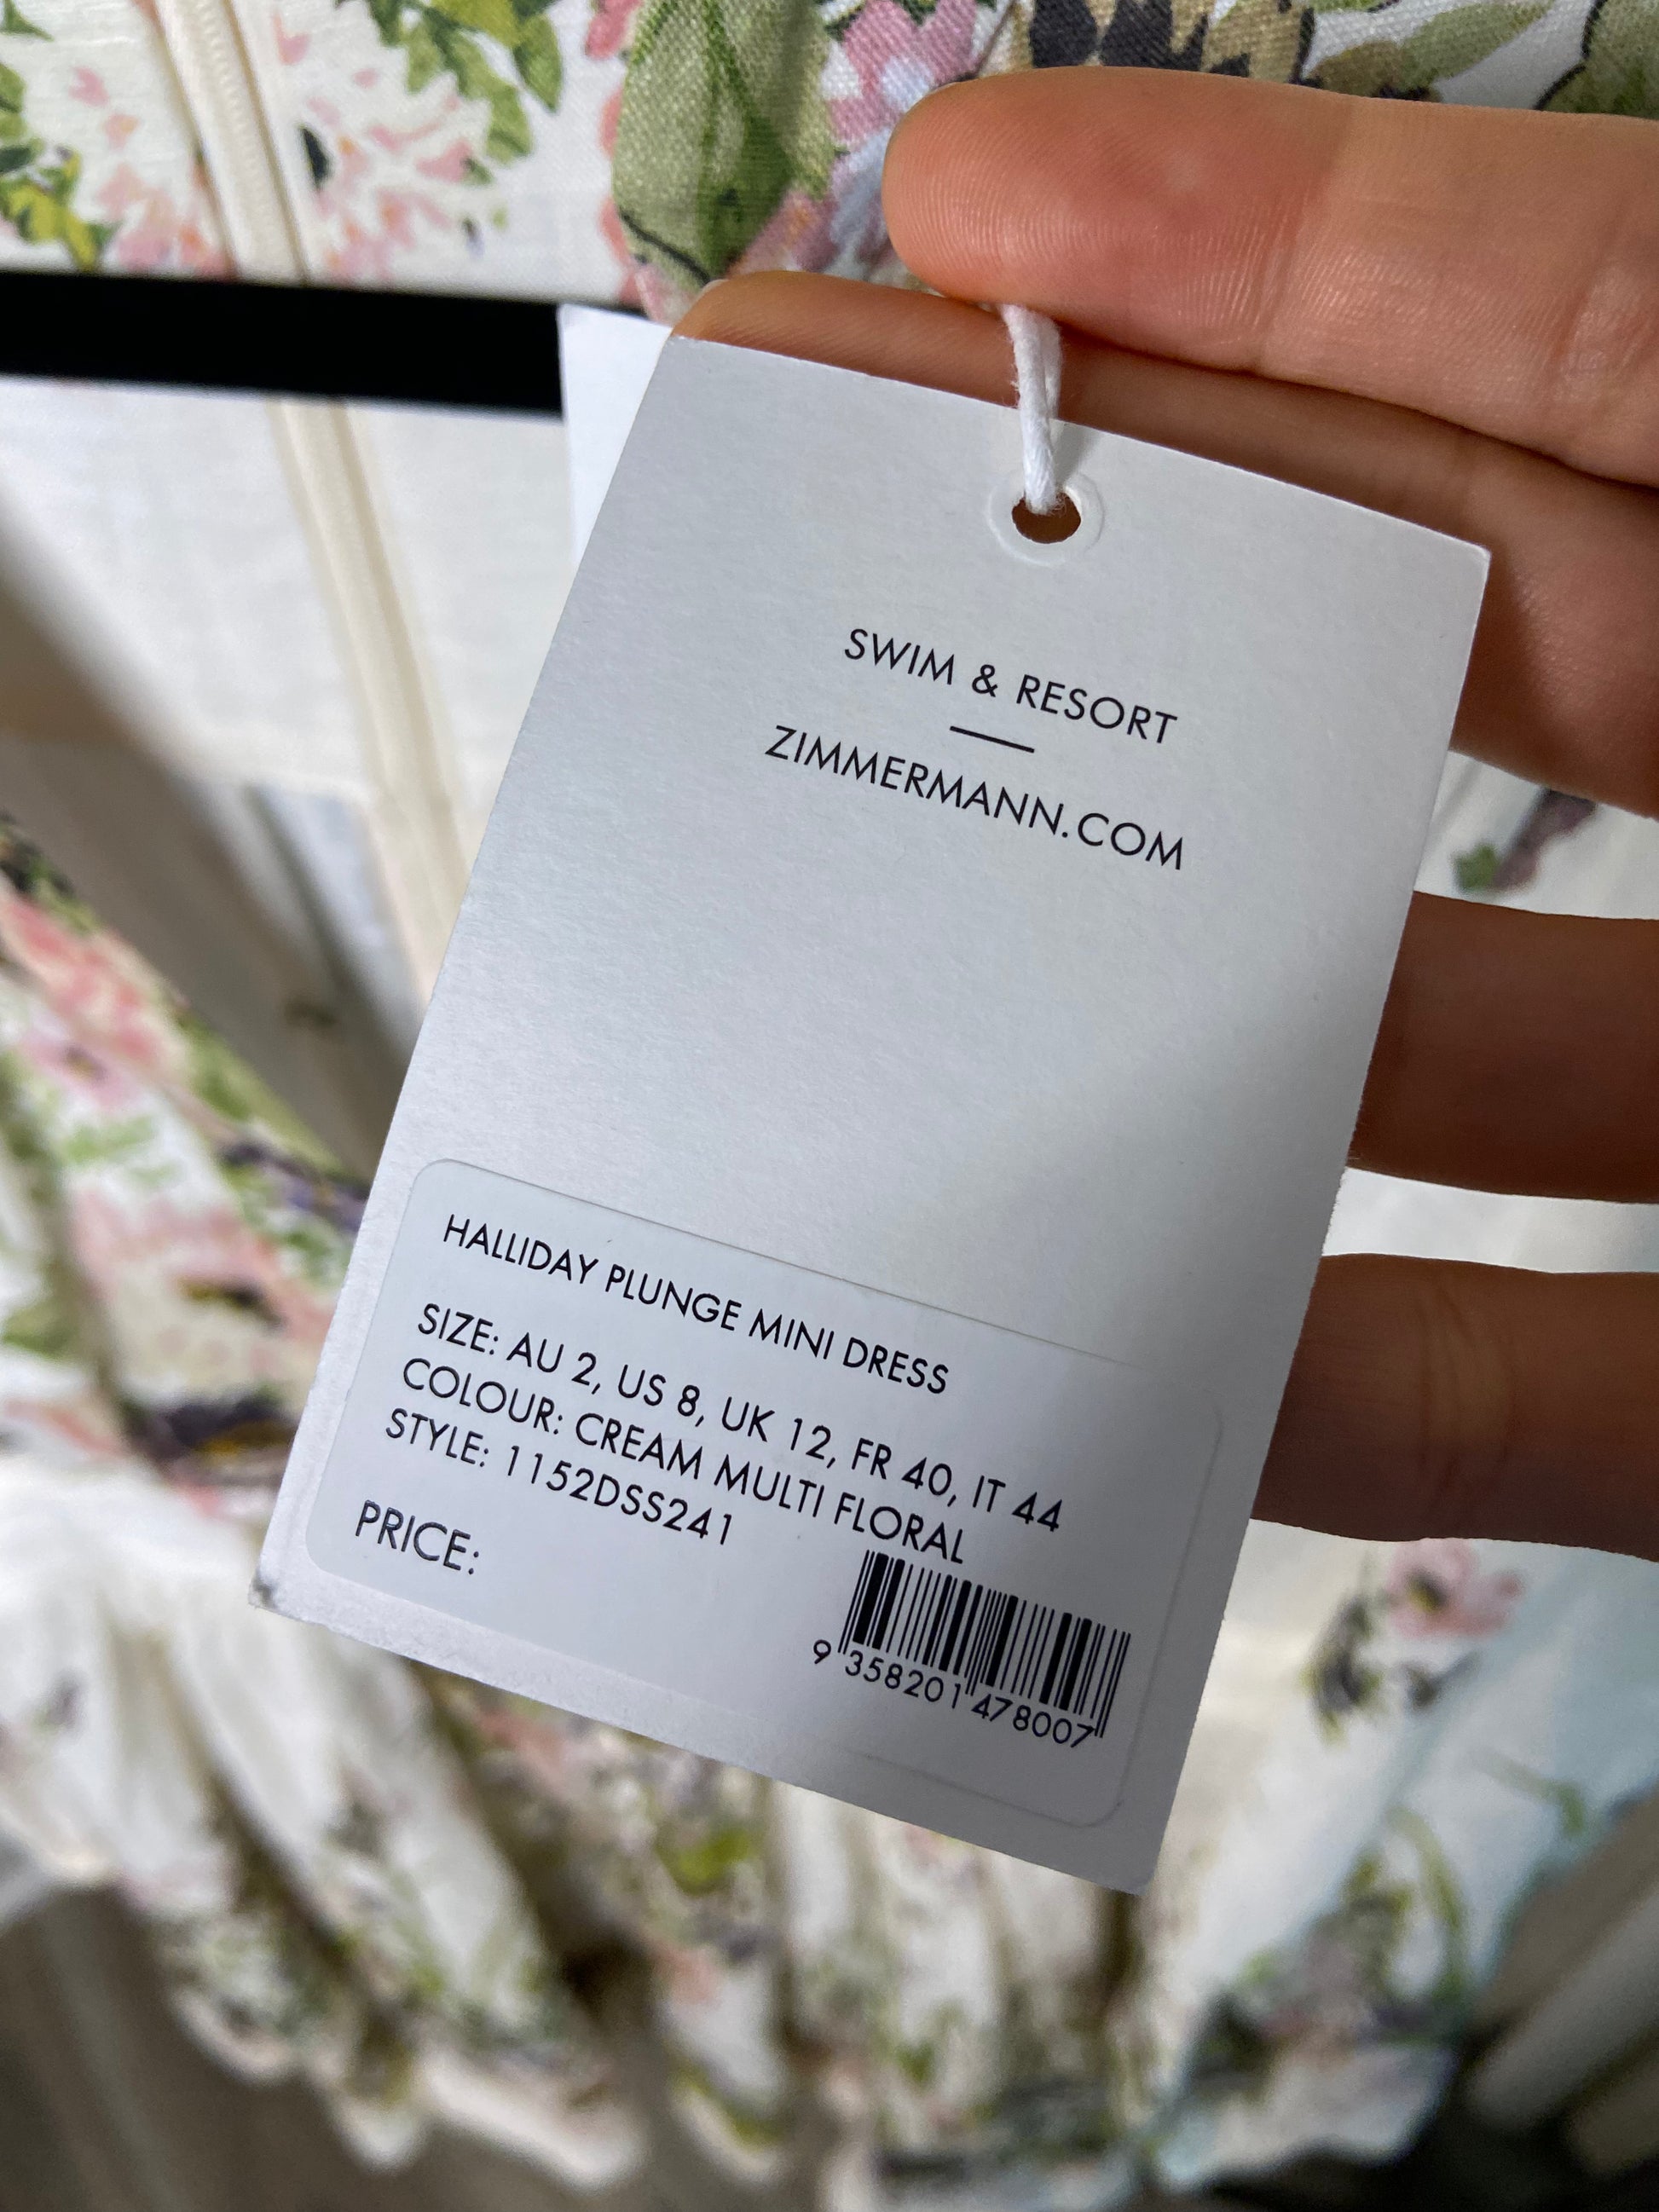 SWIM & RESORT
ZIMMERMANN.COM
HALLIDAY PLUNGE MINI DRESS
SIZE: AU 2, US 8, UK 12, FR 40, IT 44
COLOUR: CREAM MULTI FLORAL
STYLE: 1152DSS241
PRICE:
9 358201 478007